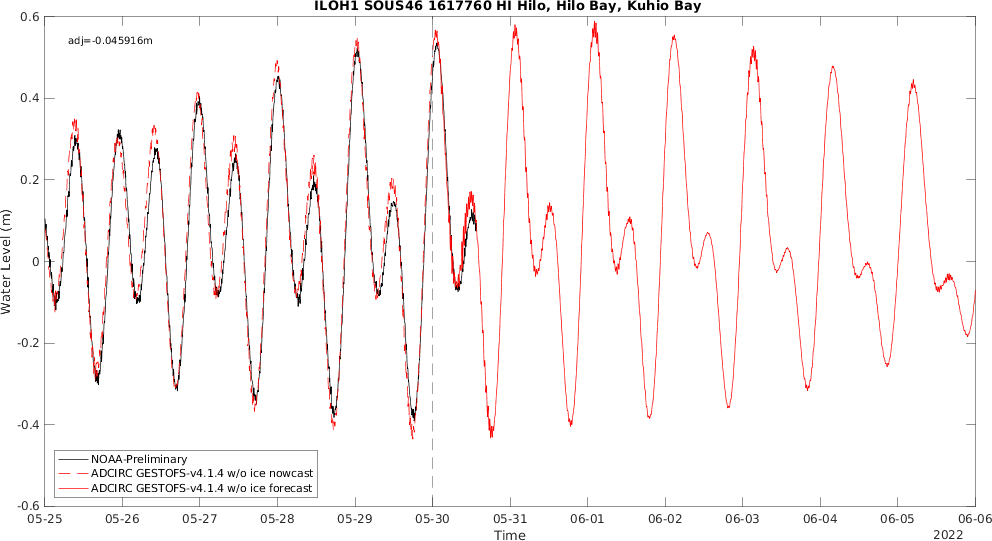 ILOH1 SOUS46 1617760 HI Hilo, Hilo Bay, Kuhio Bay
adj=-0.045916m
0.6
0.4
0.2
0
-0.2
-0.4
-0.6
Water Level (m)
NOAA-Preliminary
ADCIRC GESTOFS-v4.1.4 w/o ice nowcast
ADCIRC GESTOFS-v4.1.4 w/o ice forecast
05-25 05-26 05-27 05-28 05-29 05-30 05-31 06-01 06-02 06-03 06-04 06-05 06-06
Time
2022